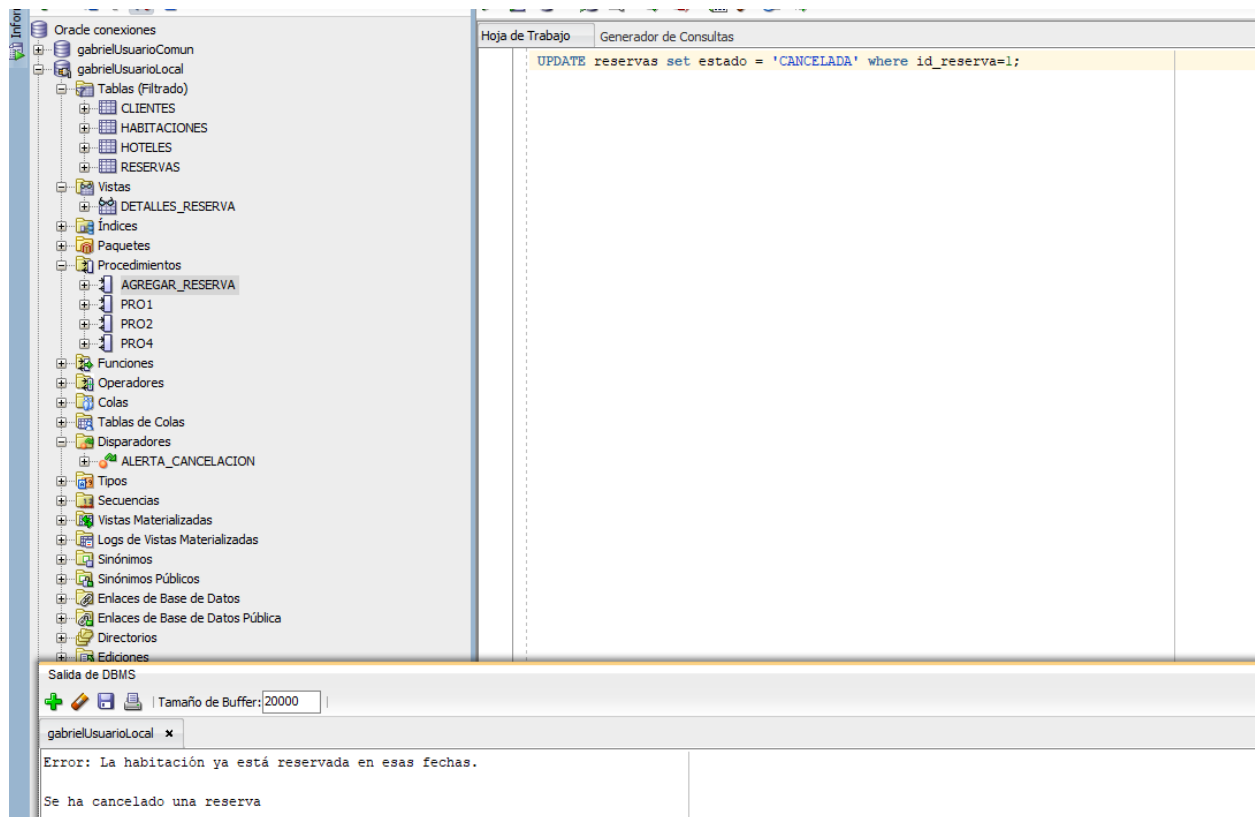 Infor
Oracle conexiones
gabrielUsuarioComun
gabrielUsuarioLocal
Tablas (Filtrado)
CLIENTES
HABITACIONES
HOTELES
RESERVAS
Vistas
DETALLES_RESERVA
Índices
Paquetes
Procedimientos
AGREGAR_RESERVA
PRO1
PRO2
PRO4
Funciones
Operadores
Colas
Tablas de Colas
Disparadores
ALERTA_CANCELACION
Tipos
Secuencias
Vistas Materializadas
Logs de Vistas Materializadas
Sinónimos
Sinónimos Públicos
Enlaces de Base de Datos
Enlaces de Base de Datos Pública
Directorios
Ediciones
Hoja de Trabajo Generador de Consultas
UPDATE reservas set estado = 'CANCELADA' where id_reserva=1;
Salida de DBMS
Tamaño de Buffer: 20000
gabrielUsuarioLocal
Error: La habitación ya está reservada en esas fechas.
Se ha cancelado una reserva